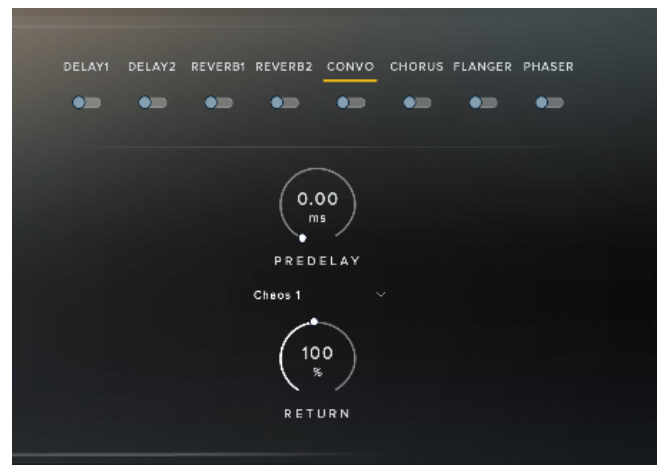 DELAY1 DELAY2 REVERB1 REVERB2 CONVO CHORUS FLANGER PHASER
0.00
ms
PREDELAY
Chaos 1
100
%
RETURN